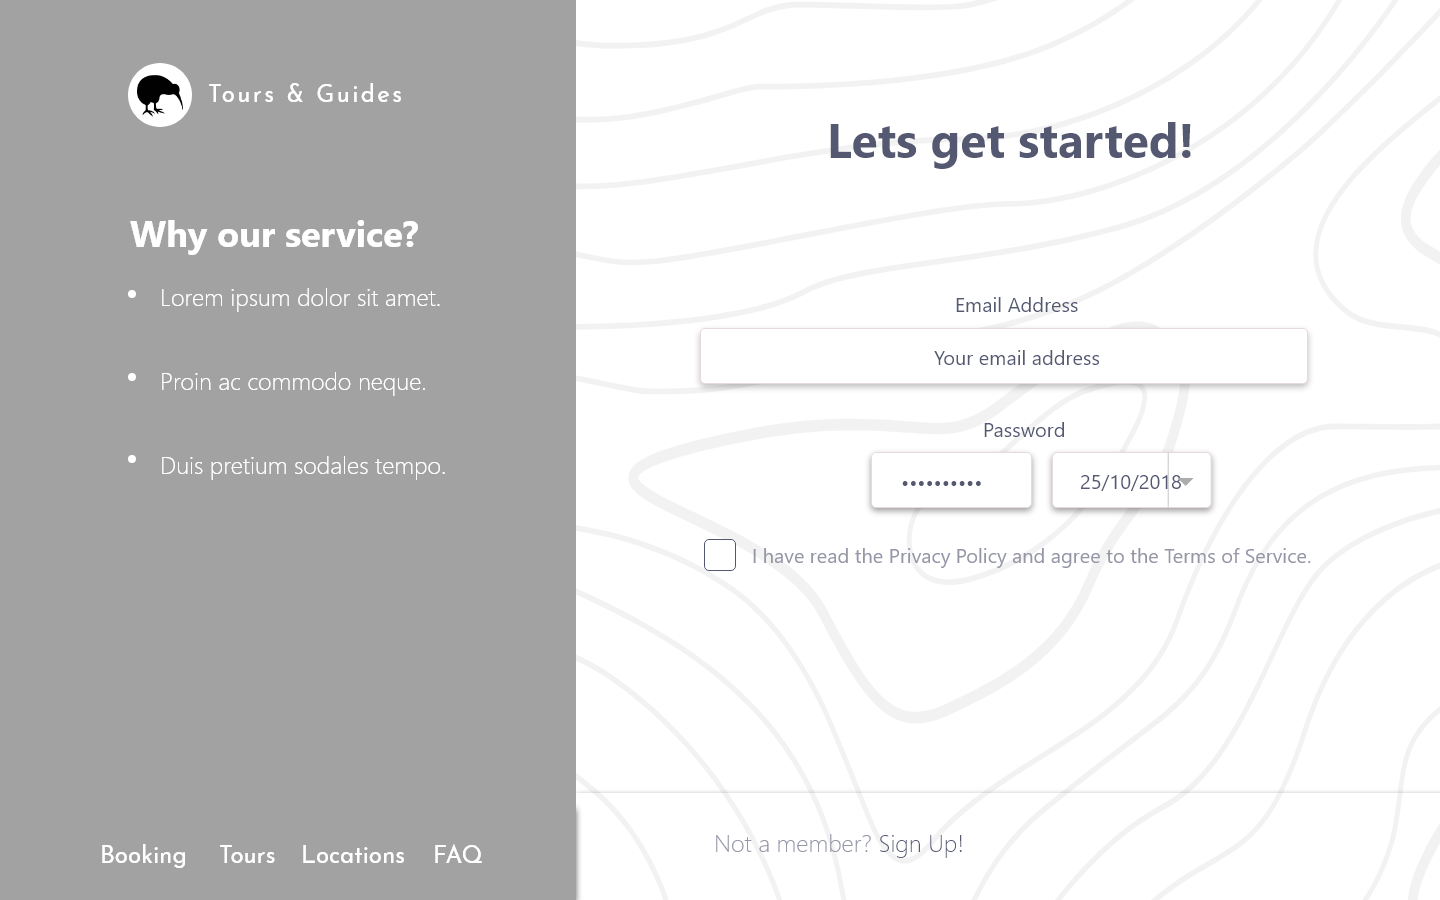 Tours & Guides
Why our service?
• Lorem ipsum dolor sit amet.
• Proin ac commodo neque.
• Duis pretium sodales tempo.
Booking Tours Locations FAQ
Lets get started!
Email Address
Your email address
Password
•••••••••• 25/10/2018
I have read the Privacy Policy and agree to the Terms of Service.
Not a member? Sign Up!